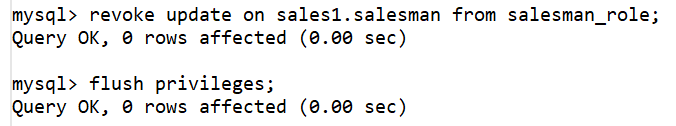 mysql> revoke update on sales1.salesman from salesman_role;
Query OK, 0 rows affected (0.00 sec)
mysql> flush privileges;
Query OK, 0 rows affected (0.00 sec)